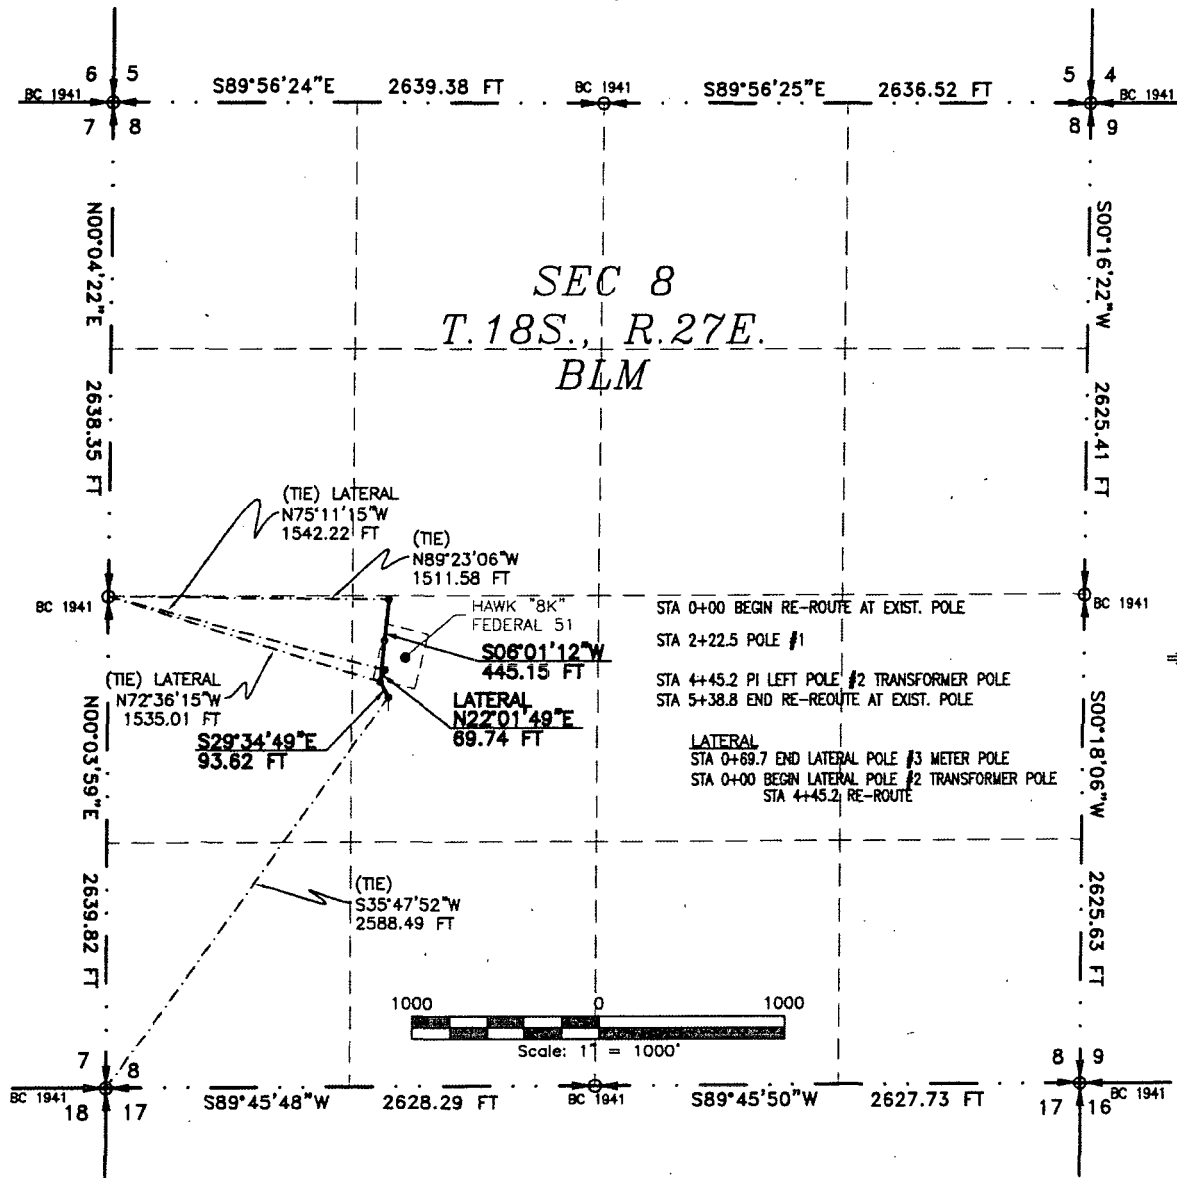 6 5
BC 1941
7 8
S89°56'24"E 2639.38 FT
BC 1941
S89°56'25"E 2636.52 FT
5 4
BC 1941
8 9
N00°04'22"E 2638.35 FT
S00°16'22"W 2625.41 FT
SEC 8
T.18S., R.27E.
BLM
(TIE) LATERAL
N75°11'15"W
1542.22 FT
(TIE)
N89°23'06"W
1511.58 FT
BC 1941
HAWK "8K"
FEDERAL 51
BC 1941
S06°01'12"W
445.15 FT
(TIE) LATERAL
N72°36'15"W
1535.01 FT
LATERAL
N22°01'49"E
69.74 FT
S29°34'49"E
93.62 FT
STA 0+00 BEGIN RE-ROUTE AT EXIST. POLE
STA 2+22.5 POLE #1
STA 4+45.2 PI LEFT POLE #2 TRANSFORMER POLE
STA 5+38.8 END RE-REOUTE AT EXIST. POLE
LATERAL
STA 0+69.7 END LATERAL POLE #3 METER POLE
STA 0+00 BEGIN LATERAL POLE #2 TRANSFORMER POLE
STA 4+45.2 RE-ROUTE
N00°03'59"E 2639.82 FT
S00°18'06"W 2625.63 FT
(TIE)
S35°47'52"W
2588.49 FT
1000 0 1000
Scale: 1" = 1000'
7 8
BC 1941
18 17
S89°45'48"W 2628.29 FT
BC 1941
S89°45'50"W 2627.73 FT
8 9
BC 1941
17 16